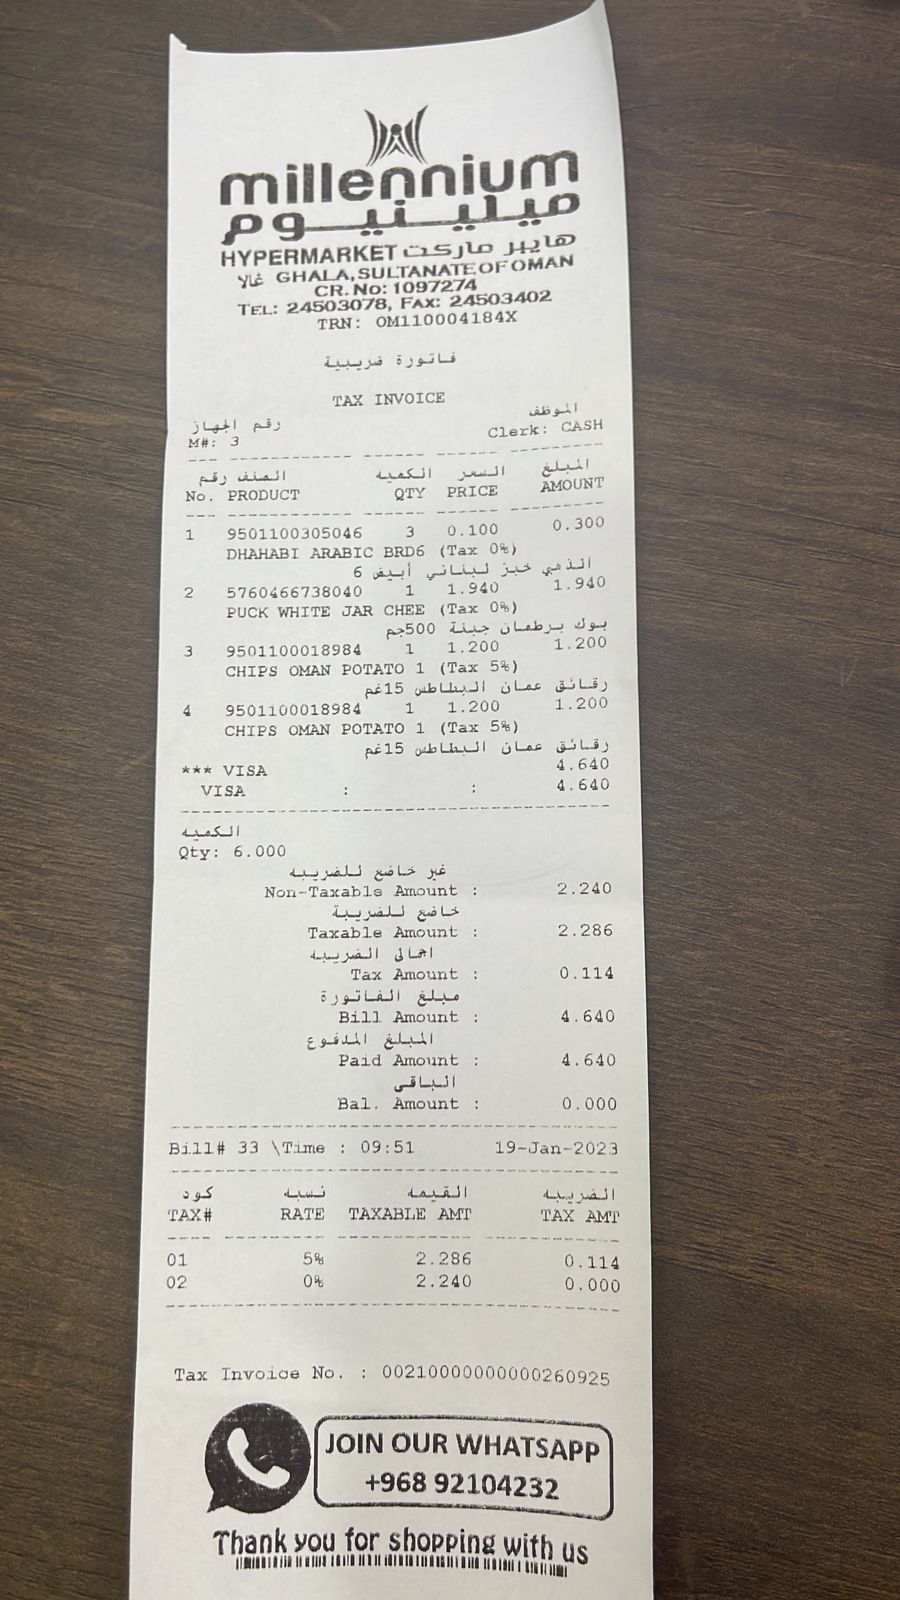 millennium
ميلينيوم
HYPERMARKET هايبر ماركت
غالا GHALA, SULTANATE OF OMAN
CR. No: 1097274
TEL: 24503078, FAX: 24503402
TRN: OM110004184X
فاتورة ضريبية
TAX INVOICE
رقم الجهاز الموظف
M#: 3 Clerk: CASH
رقم الصنف الكميه السعر المبلغ
No. PRODUCT QTY PRICE AMOUNT
1 9501100305046 3 0.100 0.300
DHAHABI ARABIC BRD6 (Tax 0%)
الذهبي خبز لبناني أبيض 6
2 5760466738040 1 1.940 1.940
PUCK WHITE JAR CHEE (Tax 0%)
بوك برطمان جبنة 500جم
3 9501100018984 1 1.200 1.200
CHIPS OMAN POTATO 1 (Tax 5%)
رقائق عمان البطاطس 15غم
4 9501100018984 1 1.200 1.200
CHIPS OMAN POTATO 1 (Tax 5%)
رقائق عمان البطاطس 15غم
*** VISA 4.640
VISA : : 4.640
الكميه
Qty: 6.000
غير خاضع للضريبه
Non-Taxable Amount : 2.240
خاضع للضريبة
Taxable Amount : 2.286
اجمالى الضريبه
Tax Amount : 0.114
مبلغ الفاتورة
Bill Amount : 4.640
المبلغ المدفوع
Paid Amount : 4.640
الباقى
Bal. Amount : 0.000
Bill# 33 \Time : 09:51 19-Jan-2023
كود نسبه القيمه الضريبه
TAX# RATE TAXABLE AMT TAX AMT
01 5% 2.286 0.114
02 0% 2.240 0.000
Tax Invoice No. : 00210000000000260925
JOIN OUR WHATSAPP
+968 92104232
Thank you for shopping with us